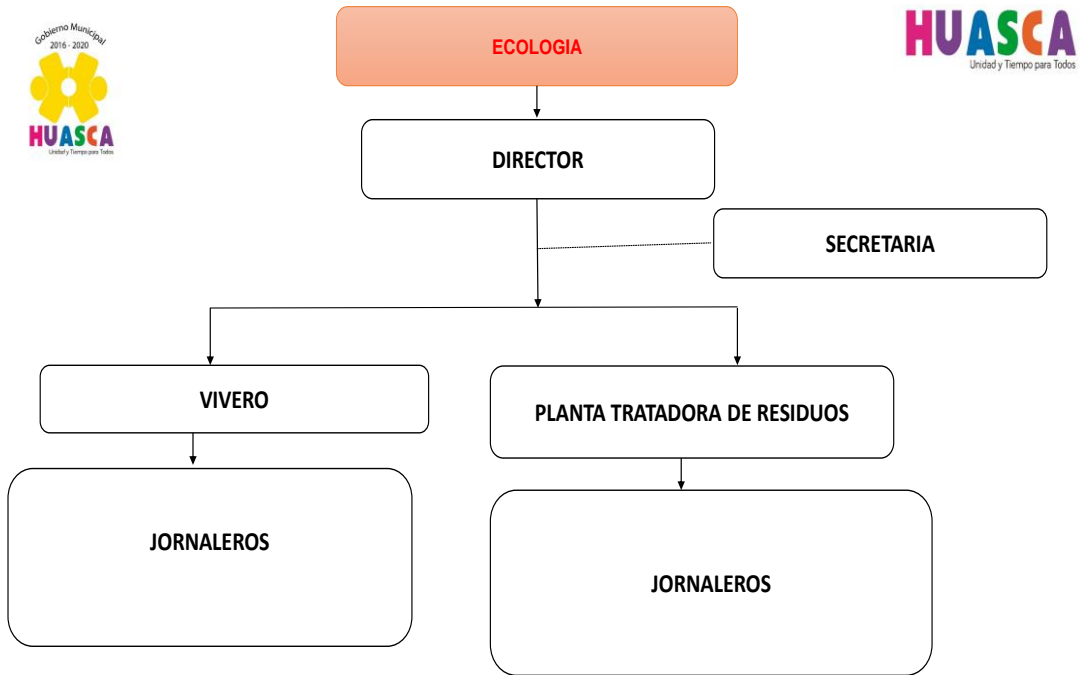 Gobierno Municipal
2016 - 2020
HUASCA
Unidad y Tiempo para Todos
ECOLOGIA
HUASCA
Unidad y Tiempo para Todos
DIRECTOR
SECRETARIA
VIVERO
PLANTA TRATADORA DE RESIDUOS
JORNALEROS
JORNALEROS